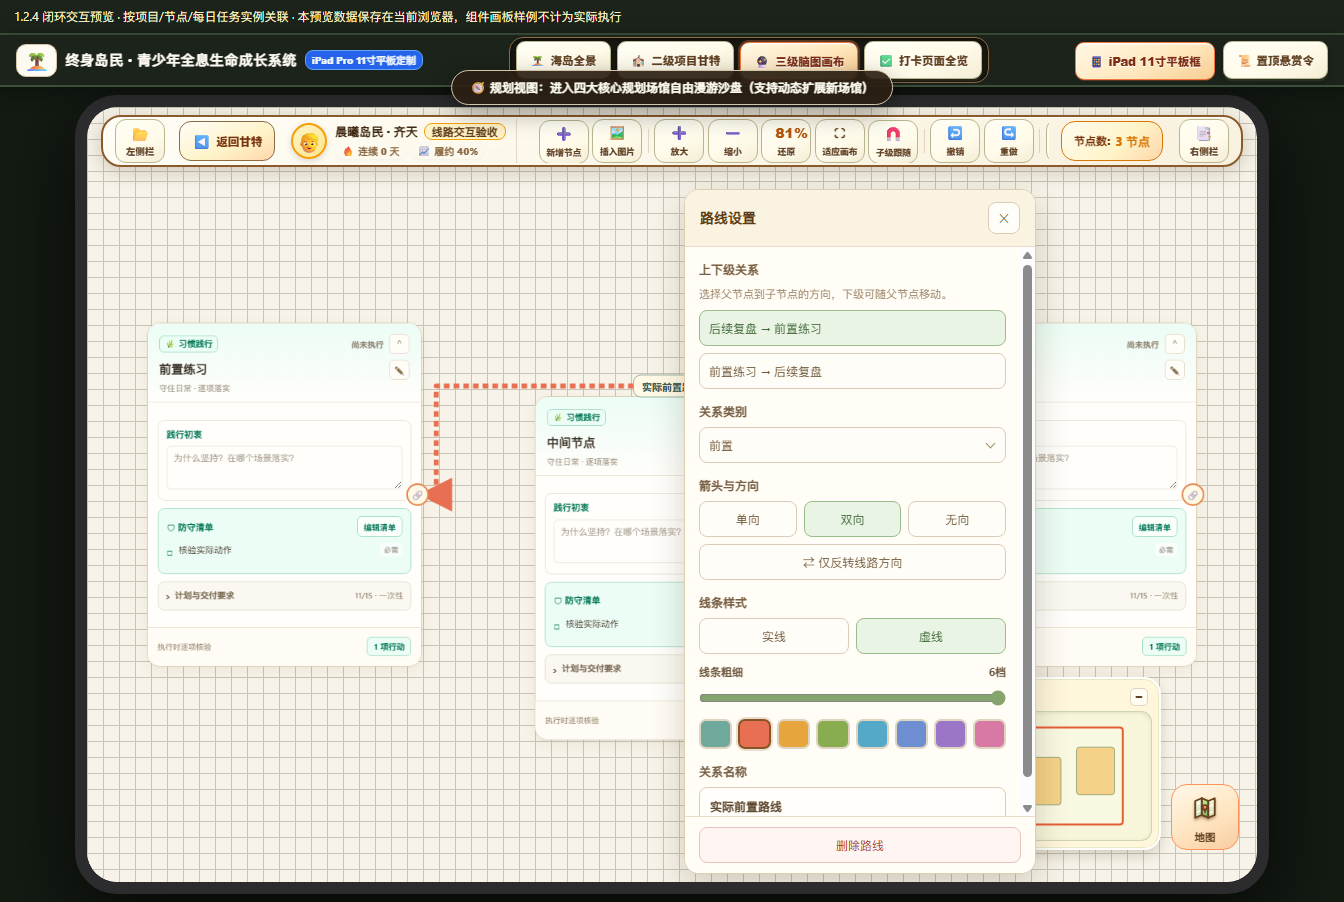 1.2.4 闭环交互预览 · 按项目/节点/每日任务实例关联 · 本预览数据保存在当前浏览器，组件画板样例不计为实际执行
终身岛民 · 青少年全息生命成长系统
iPad Pro 11寸平板定制
海岛全景
二级项目甘特
三级脑图画布
打卡页面全览
iPad 11寸平板框
置顶悬赏令
规划视图：进入四大核心规划场馆自由漫游沙盘（支持动态扩展新场馆）
左侧栏
返回甘特
晨曦岛民 · 齐天
线路交互验收
连续 0 天
履约 40%
新增节点
插入图片
放大
缩小
81%
还原
适应画布
子级跟随
撤销
重做
节点数: 3 节点
右侧栏
习惯践行
尚未执行
前置练习
守住日常 · 逐项落实
践行初衷
为什么坚持？在哪个场景落实？
防守清单
编辑清单
核验实际动作
必需
计划与交付要求
11/15 · 一次性
执行时逐项核验
1 项行动
实际前置
习惯践行
中间节点
守住日常 · 逐项落实
践行初衷
为什么坚持？在哪个场景落实？
防守清单
核验实际动作
计划与交付要求
执行时逐项核验
路线设置
上下级关系
选择父节点到子节点的方向，下级可随父节点移动。
后续复盘 → 前置练习
前置练习 → 后续复盘
关系类别
前置
箭头与方向
单向
双向
无向
⇄ 仅反转线路方向
线条样式
实线
虚线
线条粗细
6档
关系名称
实际前置路线
删除路线
尚未执行
景落实？
编辑清单
必需
11/15 · 一次性
1 项行动
地图